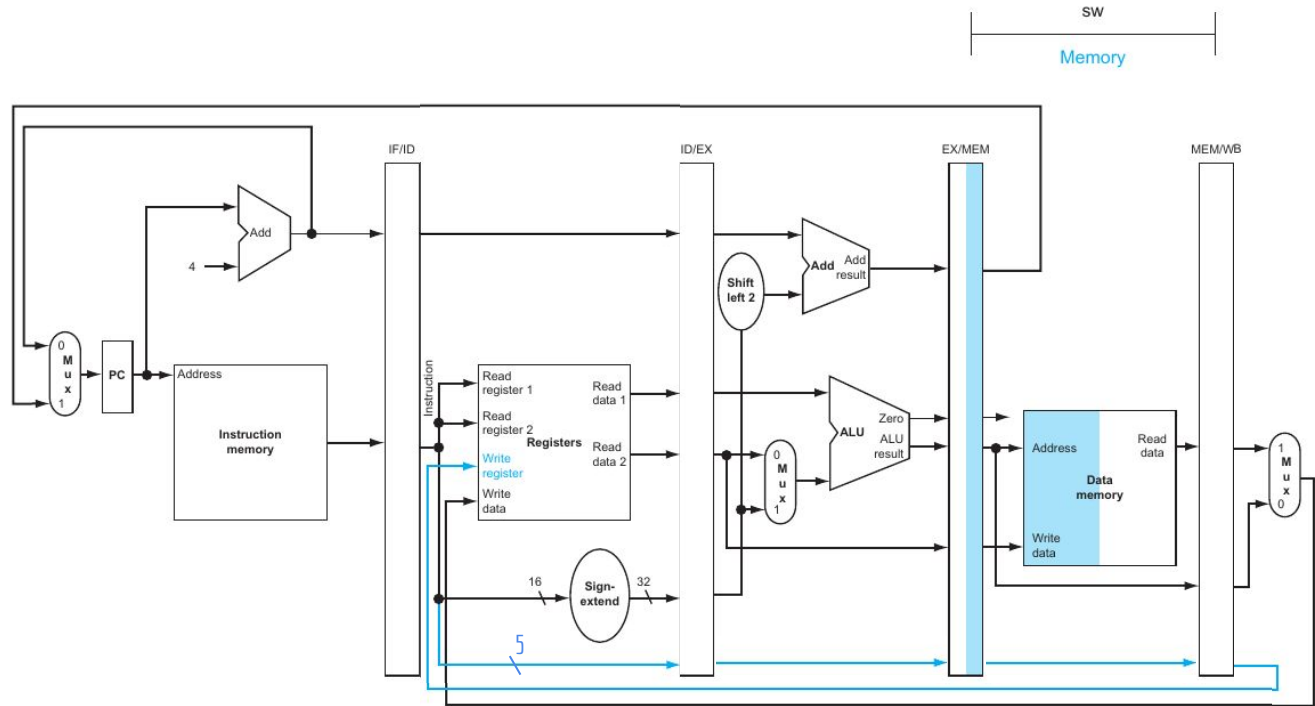 SW
Memory
IF/ID
ID/EX
EX/MEM
MEM/WB
Add
4
Shift
left 2
Add
Add
result
0
M
u
x
1
PC
Address
Instruction
memory
Instruction
Read
register 1
Read
register 2
Write
register
Write
data
Registers
Read
data 1
Read
data 2
16
Sign-
extend
32
0
M
u
x
1
ALU
Zero
ALU
result
Address
Read
data
Data
memory
Write
data
1
M
u
x
0
5